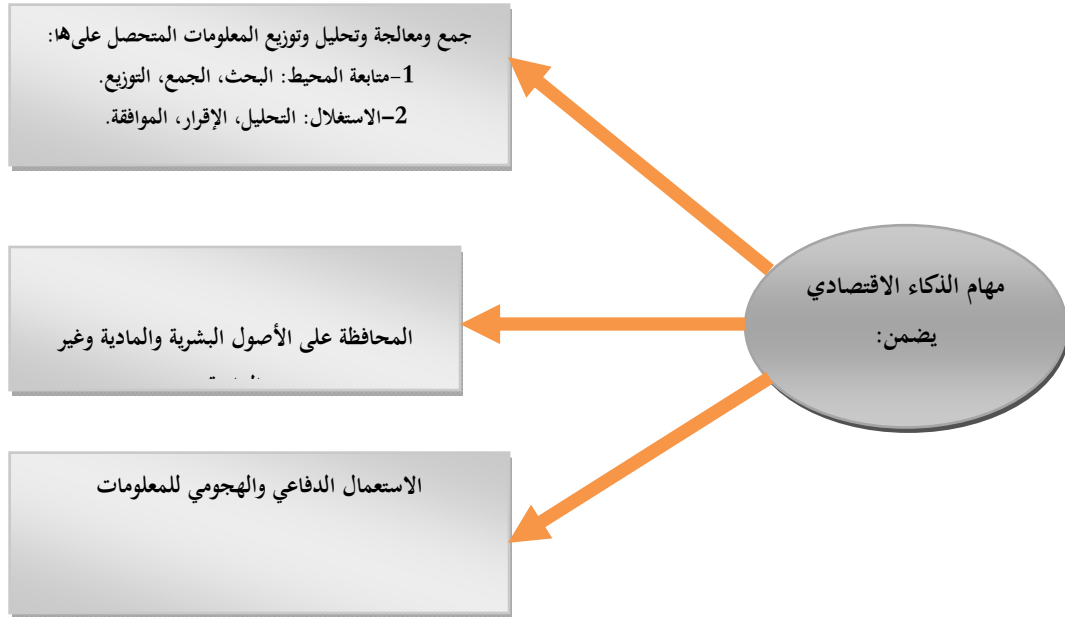 جمع ومعالجة وتحليل وتوزيع المعلومات المتحصل عليها:
1-متابعة المحيط: البحث، الجمع، التوزيع.
2-الاستغلال: التحليل، الإقرار، الموافقة.
مهام الذكاء الاقتصادي
يضمن:
المحافظة على الأصول البشرية والمادية وغير
الاستعمال الدفاعي والهجومي للمعلومات